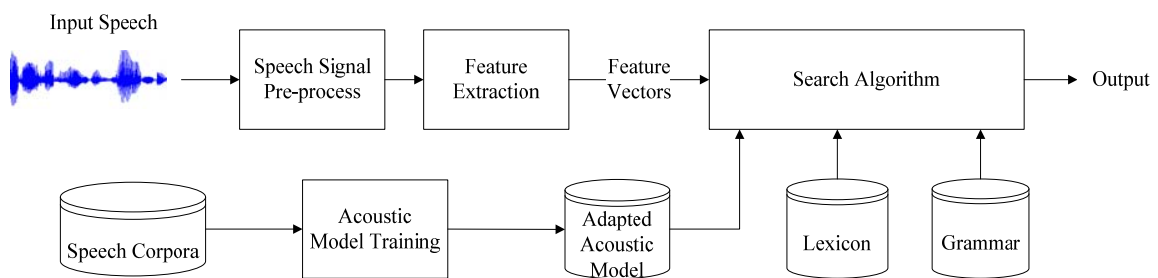 Input Speech
Speech Signal
Pre-process
Feature
Extraction
Feature
Vectors
Search Algorithm
Output
Speech Corpora
Acoustic
Model Training
Adapted
Acoustic
Model
Lexicon
Grammar